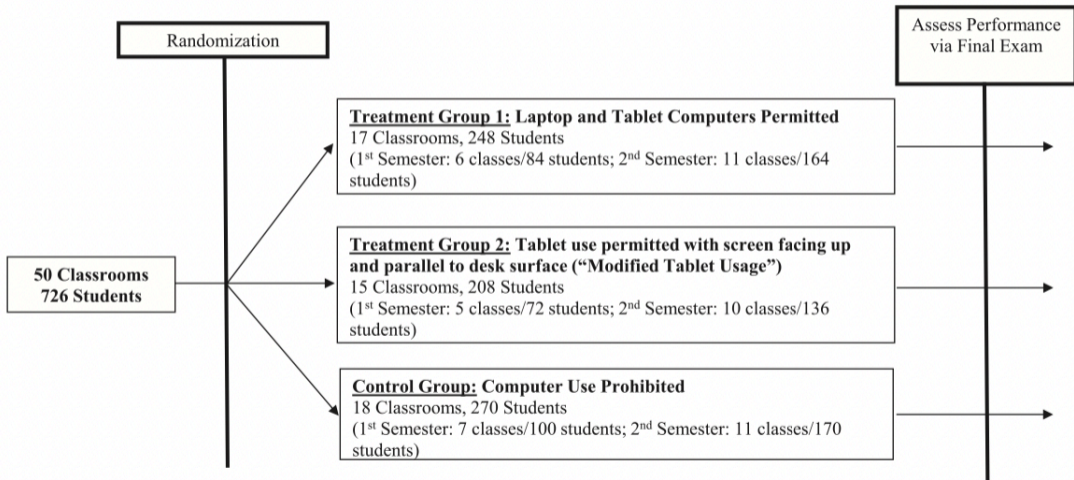 Randomization
Assess Performance
via Final Exam
Treatment Group 1: Laptop and Tablet Computers Permitted
17 Classrooms, 248 Students
(1st Semester: 6 classes/84 students; 2nd Semester: 11 classes/164
students)
50 Classrooms
726 Students
Treatment Group 2: Tablet use permitted with screen facing up
and parallel to desk surface (“Modified Tablet Usage”)
15 Classrooms, 208 Students
(1st Semester: 5 classes/72 students; 2nd Semester: 10 classes/136
students)
Control Group: Computer Use Prohibited
18 Classrooms, 270 Students
(1st Semester: 7 classes/100 students; 2nd Semester: 11 classes/170
students)